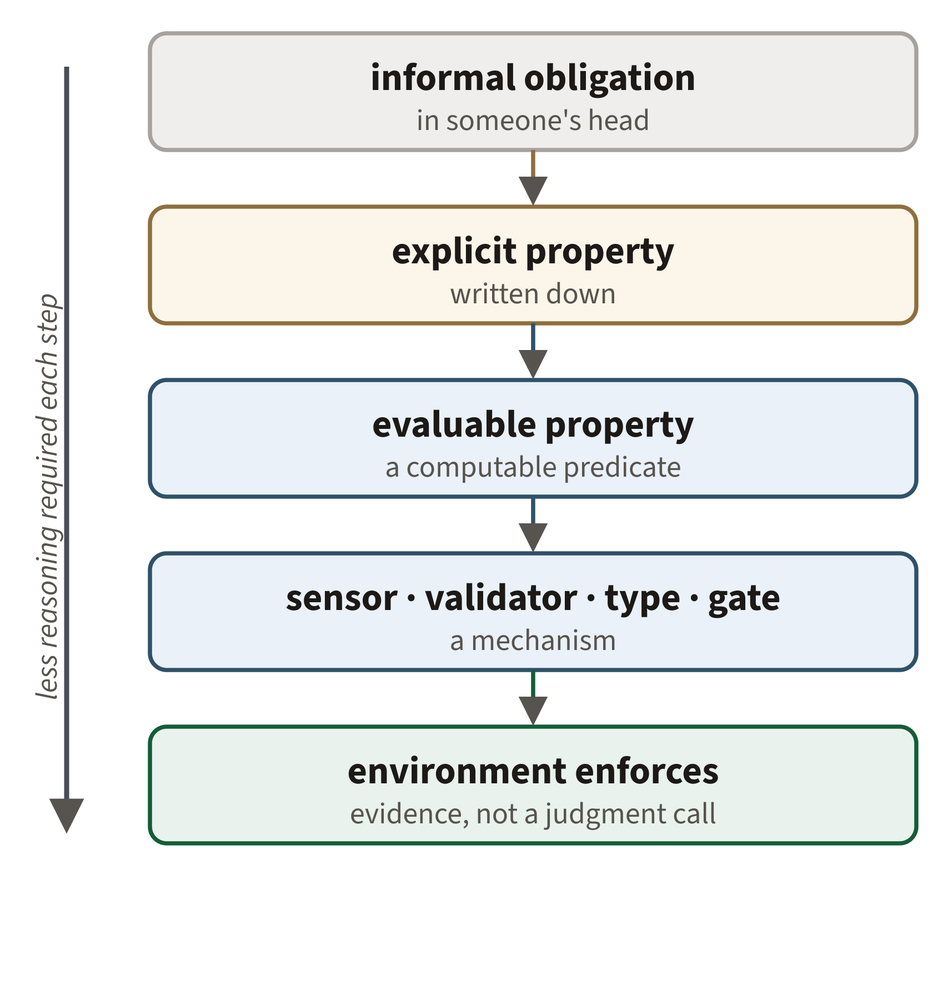 informal obligation
in someone's head
explicit property
written down
evaluable property
a computable predicate
sensor · validator · type · gate
a mechanism
environment enforces
evidence, not a judgment call
less reasoning required each step